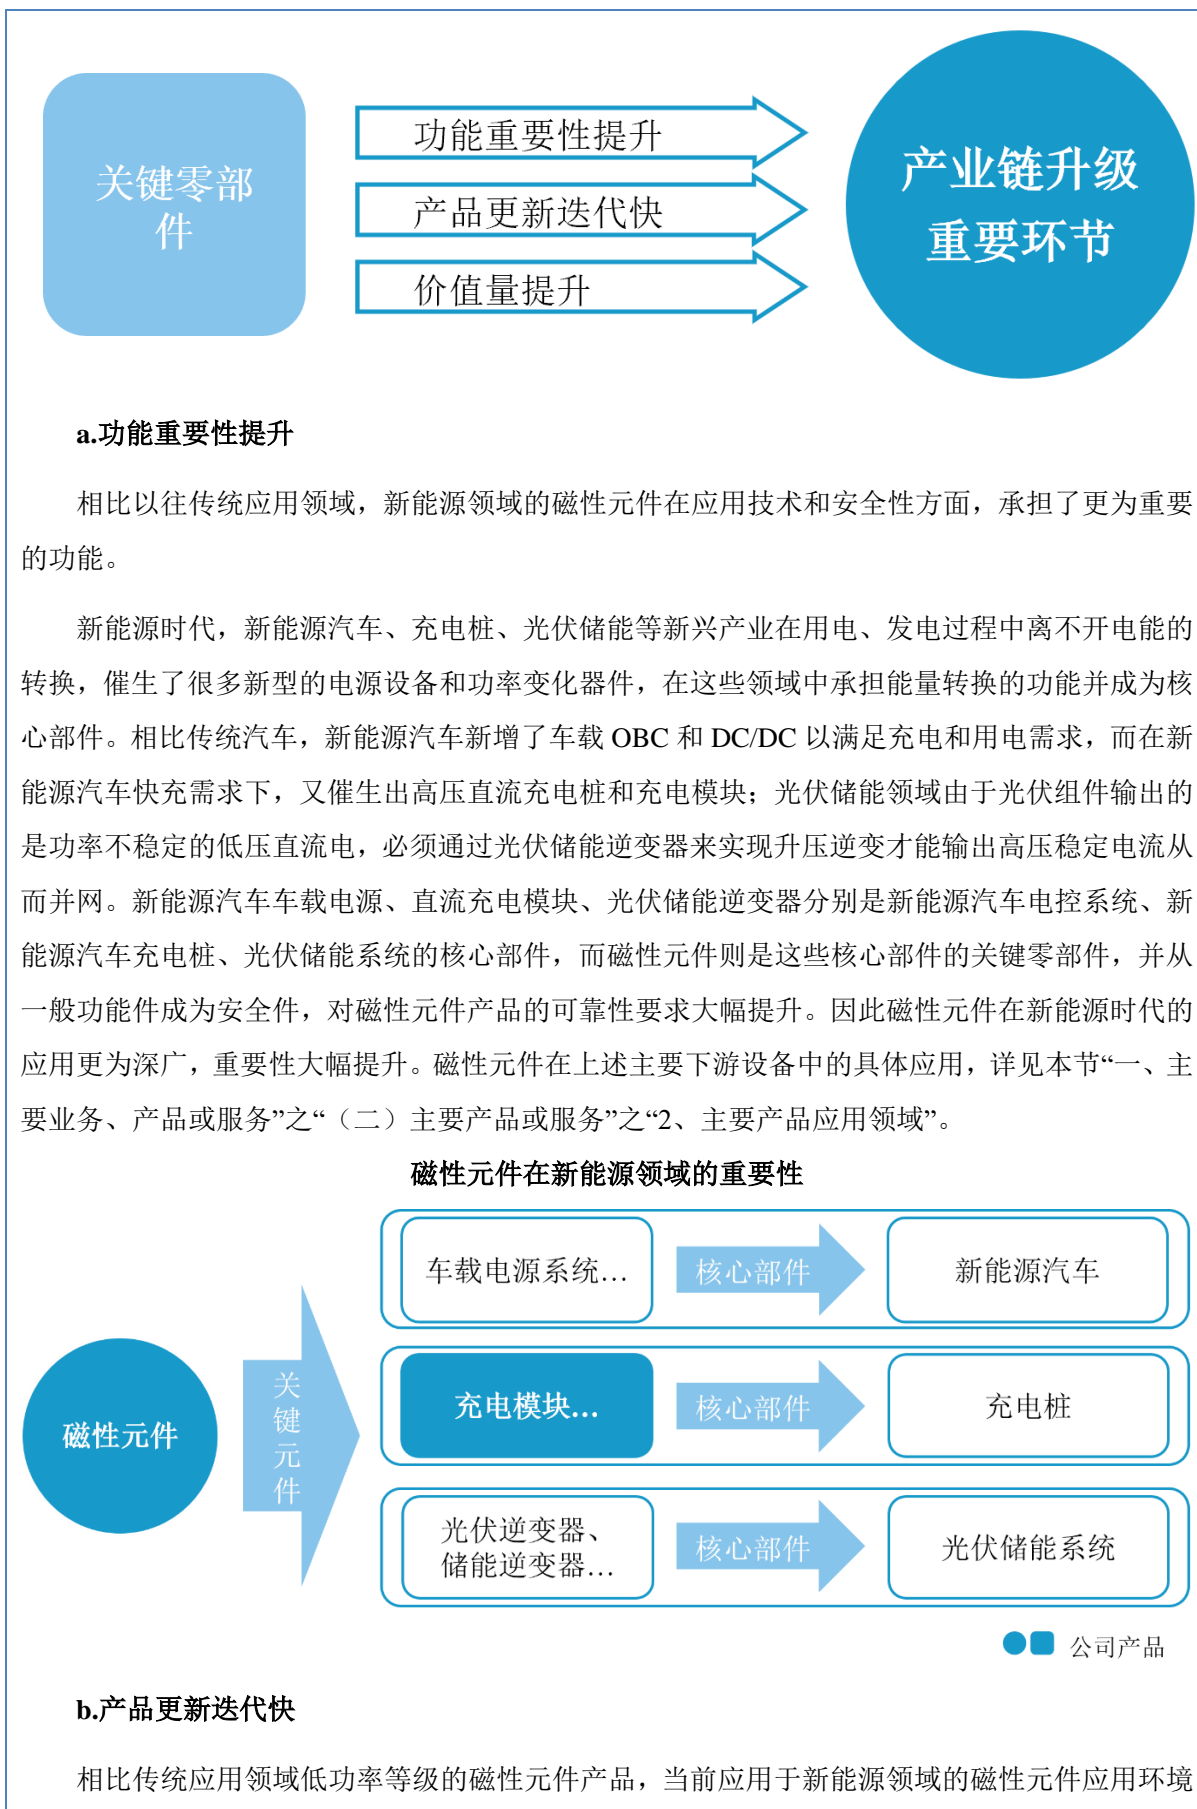 关键零部
件
功能重要性提升
产品更新迭代快
价值量提升
产业链升级
重要环节
a.功能重要性提升
相比以往传统应用领域，新能源领域的磁性元件在应用技术和安全性方面，承担了更为重要
的功能。
新能源时代，新能源汽车、充电桩、光伏储能等新兴产业在用电、发电过程中离不开电能的
转换，催生了很多新型的电源设备和功率变化器件，在这些领域中承担能量转换的功能并成为核
心部件。相比传统汽车，新能源汽车新增了车载 OBC 和 DC/DC 以满足充电和用电需求，而在新
能源汽车快充需求下，又催生出高压直流充电桩和充电模块；光伏储能领域由于光伏组件输出的
是功率不稳定的低压直流电，必须通过光伏储能逆变器来实现升压逆变才能输出高压稳定电流从
而并网。新能源汽车车载电源、直流充电模块、光伏储能逆变器分别是新能源汽车电控系统、新
能源汽车充电桩、光伏储能系统的核心部件，而磁性元件则是这些核心部件的关键零部件，并从
一般功能件成为安全件，对磁性元件产品的可靠性要求大幅提升。因此磁性元件在新能源时代的
应用更为深广，重要性大幅提升。磁性元件在上述主要下游设备中的具体应用，详见本节“一、主
要业务、产品或服务”之“（二）主要产品或服务”之“2、主要产品应用领域”。
磁性元件在新能源领域的重要性
磁性元件
关
键
元
件
车载电源系统…
核心部件
新能源汽车
充电模块…
核心部件
充电桩
光伏逆变器、
储能逆变器…
核心部件
光伏储能系统
公司产品
b.产品更新迭代快
相比传统应用领域低功率等级的磁性元件产品，当前应用于新能源领域的磁性元件应用环境